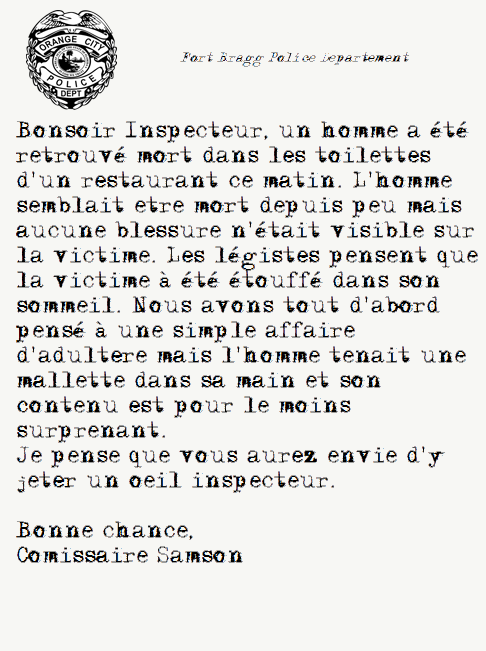 ORANGE CITY
POLICE
DEPT
Fort Bragg Police Departement
Bonsoir Inspecteur, un homme a été
retrouvé mort dans les toilettes
d'un restaurant ce matin. L'homme
semblait etre mort depuis peu mais
aucune blessure n'était visible sur
la victime. Les légistes pensent que
la victime à été étouffé dans son
sommeil. Nous avons tout d'abord
pensé à une simple affaire
d'adultere mais l'homme tenait une
mallette dans sa main et son
contenu est pour le moins
surprenant.
Je pense que vous aurez envie d'y
jeter un oeil inspecteur.
Bonne chance,
Comissaire Samson